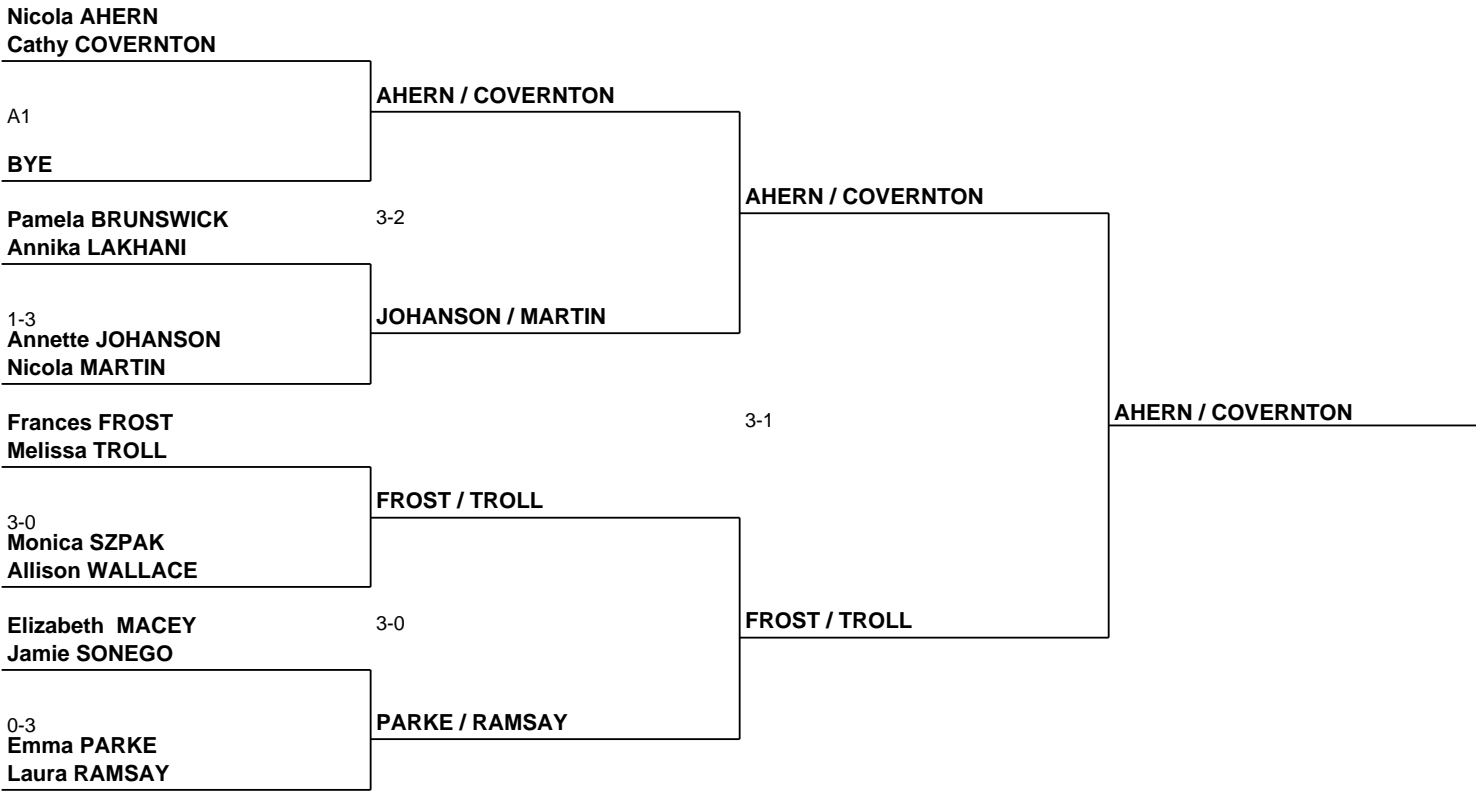 Nicola AHERN
Cathy COVERNTON
AHERN / COVERNTON
A1
BYE
AHERN / COVERNTON
Pamela BRUNSWICK
3-2
Annika LAKHANI
1-3
JOHANSON / MARTIN
Annette JOHANSON
Nicola MARTIN
Frances FROST
3-1
AHERN / COVERNTON
Melissa TROLL
FROST / TROLL
3-0
Monica SZPAK
Allison WALLACE
Elizabeth  MACEY
3-0
FROST / TROLL
Jamie SONEGO
0-3
PARKE / RAMSAY
Emma PARKE
Laura RAMSAY